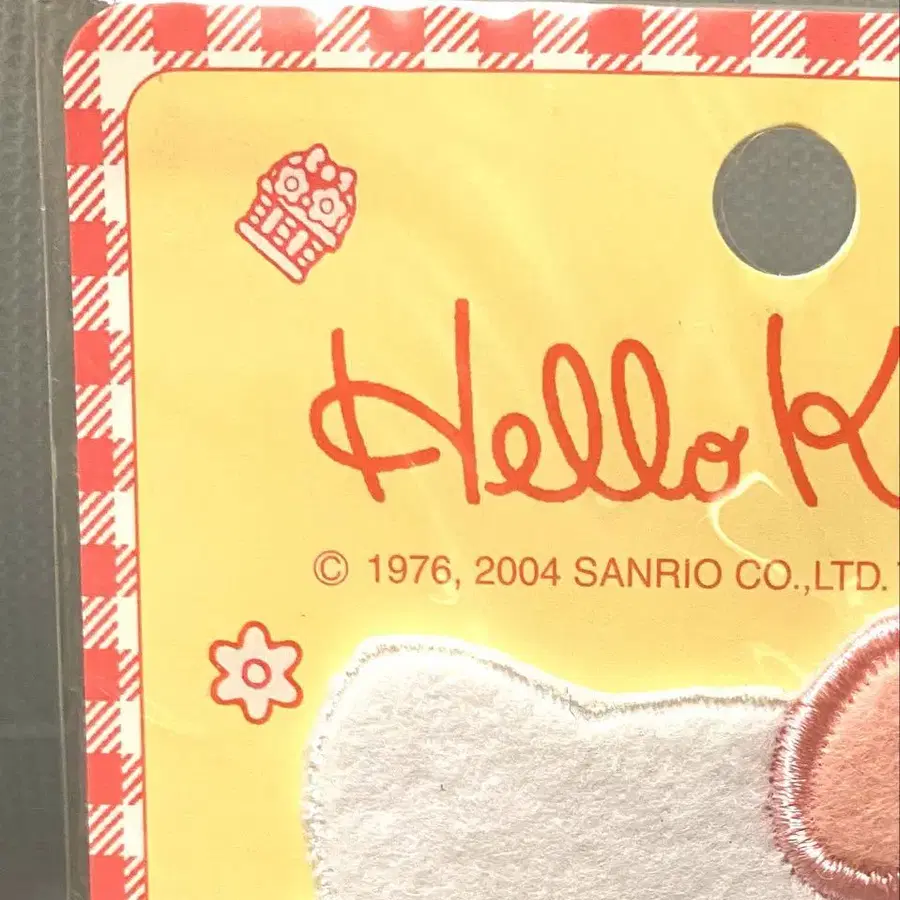 Hello K
© 1976, 2004 SANRIO CO.,LTD.